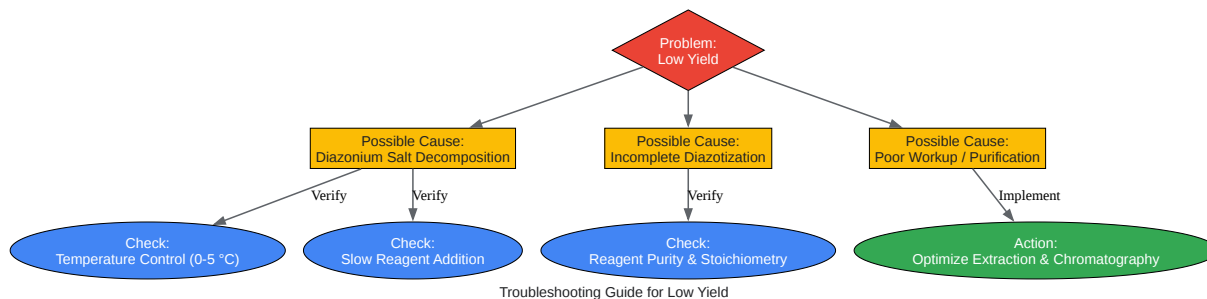 Problem:
Low Yield
Possible Cause:
Diazonium Salt Decomposition
Possible Cause:
Incomplete Diazotization
Possible Cause:
Poor Workup / Purification
Verify
Verify
Verify
Implement
Check:
Temperature Control (0-5 °C)
Check:
Slow Reagent Addition
Check:
Reagent Purity & Stoichiometry
Action:
Optimize Extraction & Chromatography
Troubleshooting Guide for Low Yield